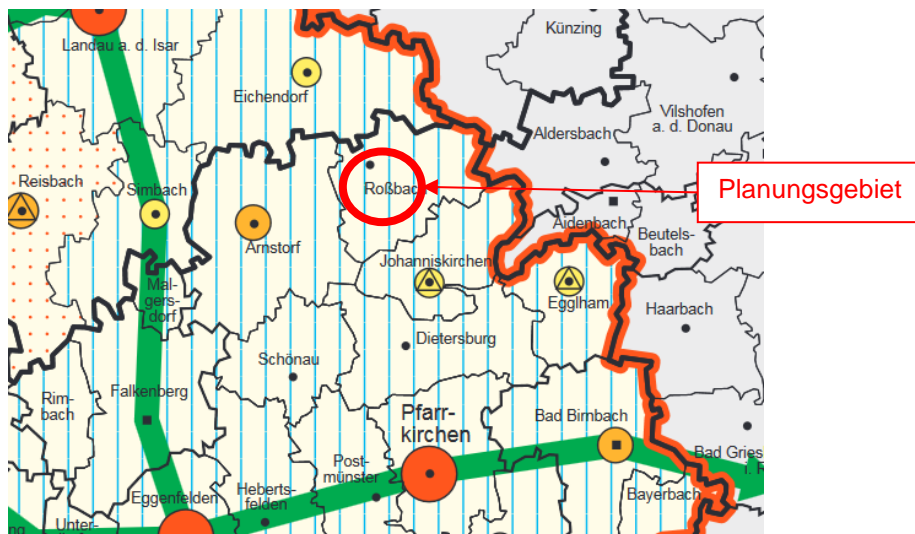 Künzing
Landau a. d. Isar
Eichendorf
Vilshofen
a. d. Donau
Aldersbach
Reisbach
Simbach
Roßbac
Planungsgebiet
Arnstorf
Aidenbach
Beutels-
bach
Johanniskirchen
Mal-
gers-
dorf
Egglham
Haarbach
Dietersburg
Schönau
Rim-
bach
Falkenberg
Pfarr-
kirchen
Bad Birnbach
Bad Gries
i. R
Post-
münster
Eggenfelden
Heberts-
felden
Bayerbach
ng
Unter-